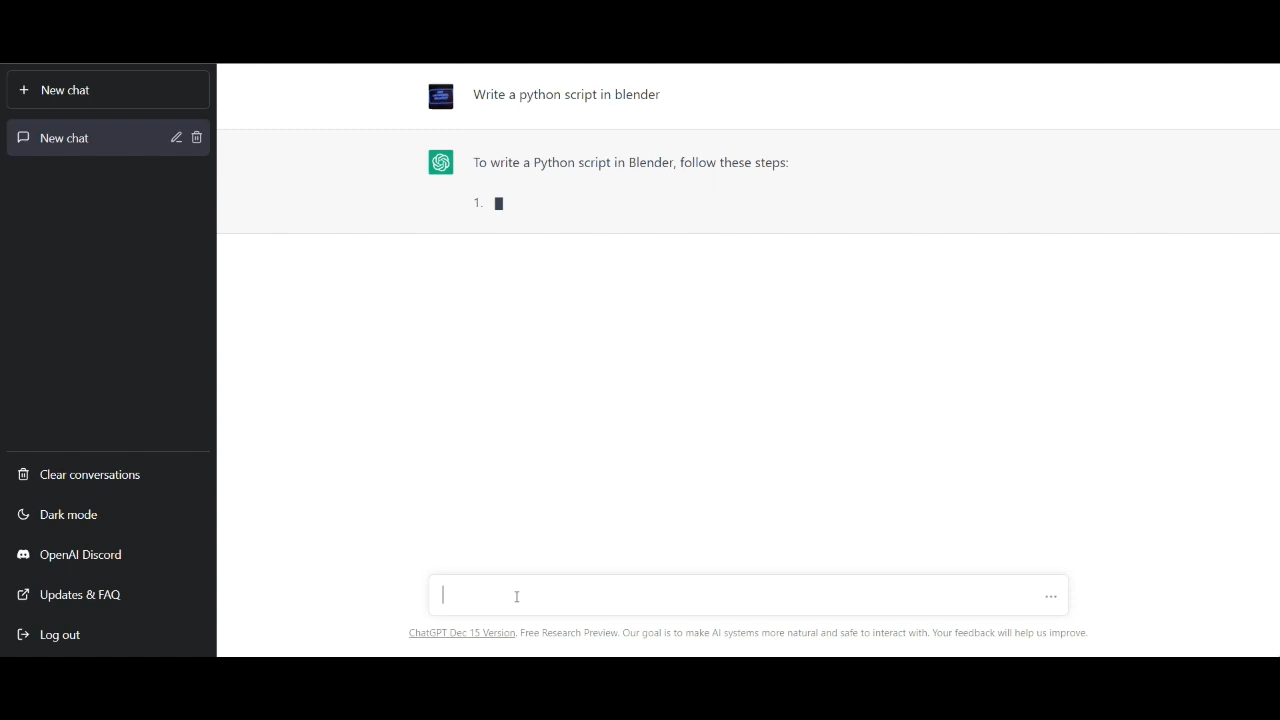 New chat
New chat
Clear conversations
Dark mode
OpenAI Discord
Updates & FAQ
Log out
Write a python script in blender
To write a Python script in Blender, follow these steps:
1.
ChatGPT Dec 15 Version. Free Research Preview. Our goal is to make AI systems more natural and safe to interact with. Your feedback will help us improve.